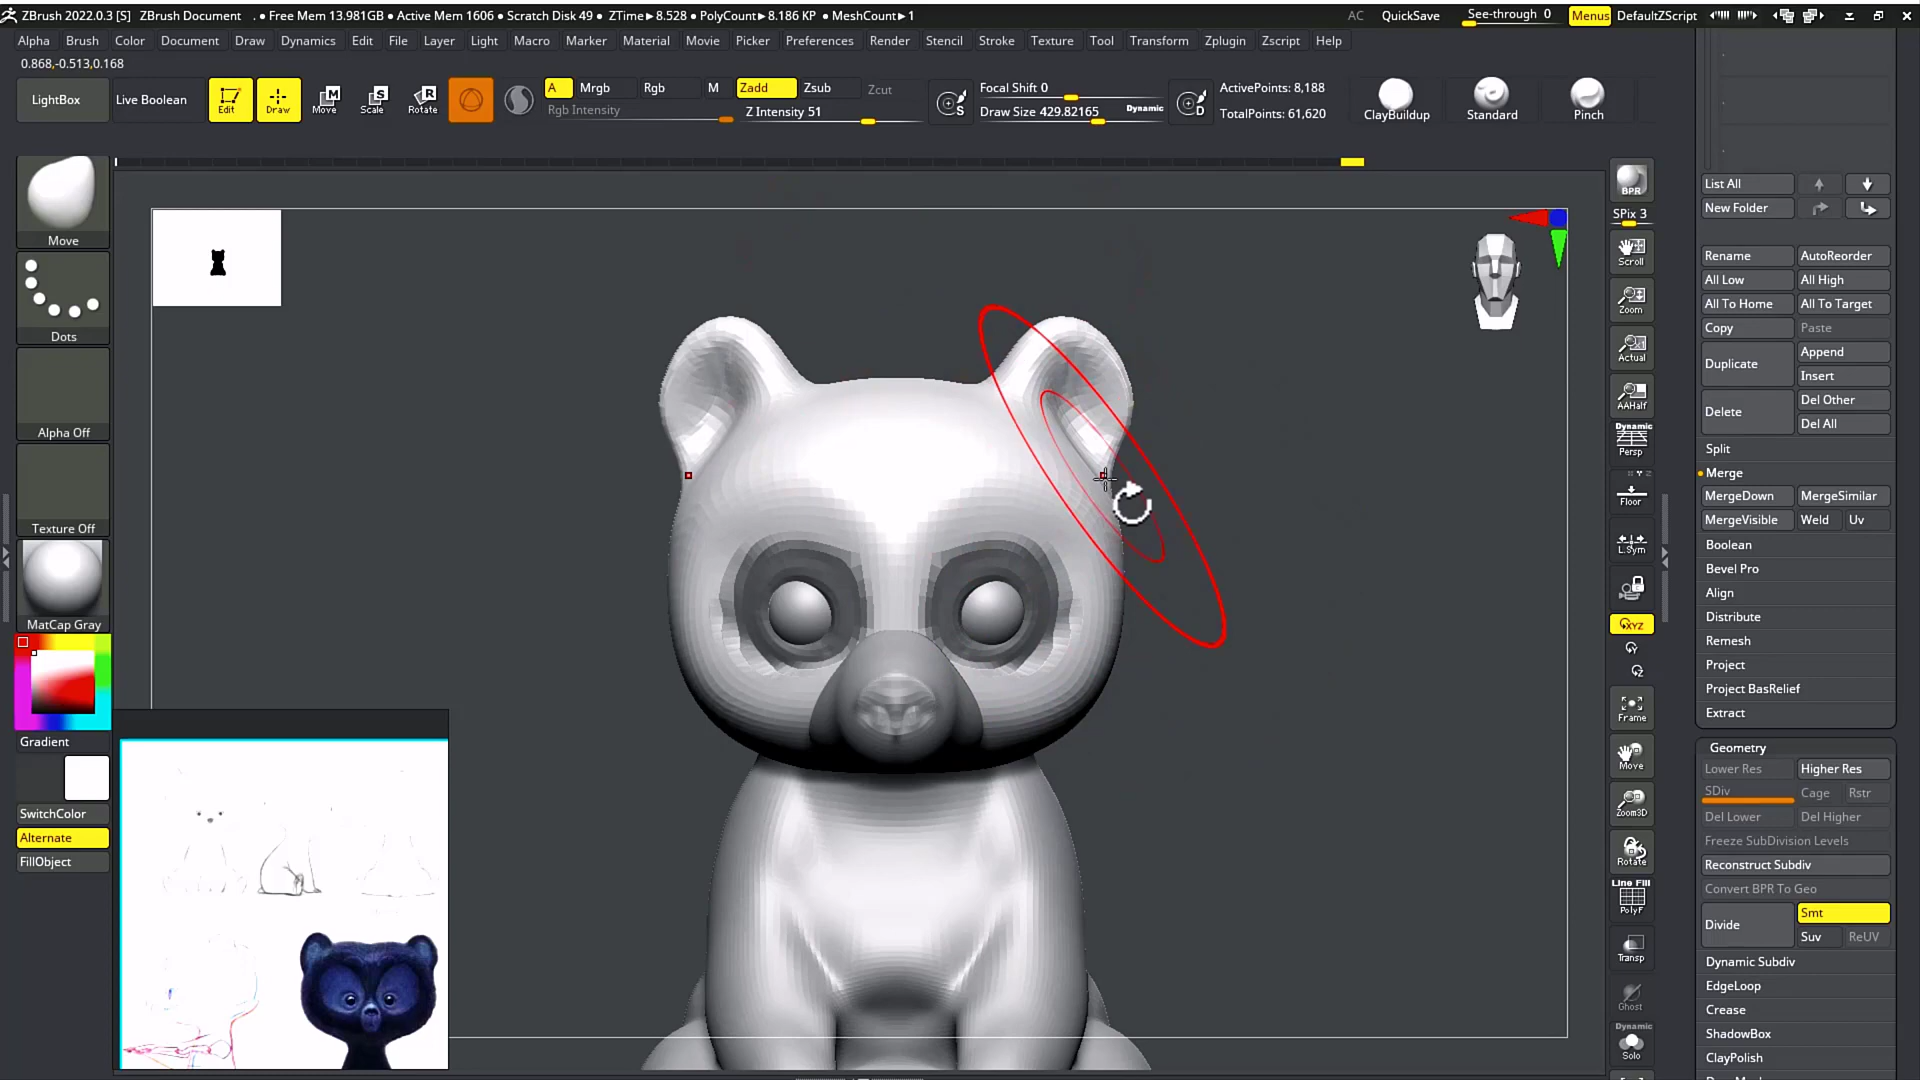 ZBrush 2022.0.3 [S] ZBrush Document . ● Free Mem 13.981GB ● Active Mem 1606 ● Scratch Disk 49 ● ZTime►8.528 ● PolyCount►8.186 KP ● MeshCount►1 AC QuickSave See-through 0 Menus DefaultZScript
Alpha Brush Color Document Draw Dynamics Edit File Layer Light Macro Marker Material Movie Picker Preferences Render Stencil Stroke Texture Tool Transform Zplugin Zscript Help
0.868,-0.513,0.168
LightBox Live Boolean Edit Draw Move Scale Rotate
A Mrgb Rgb M Zadd Zsub Zcut
Rgb Intensity Z Intensity 51
Focal Shift 0
Draw Size 429.82165 Dynamic
ActivePoints: 8,188
TotalPoints: 61,620
ClayBuildup Standard Pinch
Move
Dots
Alpha Off
Texture Off
MatCap Gray
Gradient
SwitchColor
Alternate
FillObject
BPR
SPix 3
Scroll
Zoom
Actual
AAHalf
Dynamic
Persp
Floor
L.Sym
XYZ
Frame
Move
Zoom3D
Rotate
Line Fill
PolyF
Transp
Ghost
Dynamic
Solo
List All
New Folder
Rename AutoReorder
All Low All High
All To Home All To Target
Copy Paste
Duplicate Append
Insert
Delete Del Other
Del All
Split
Merge
MergeDown MergeSimilar
MergeVisible Weld Uv
Boolean
Bevel Pro
Align
Distribute
Remesh
Project
Project BasRelief
Extract
Geometry
Lower Res Higher Res
SDiv Cage Rstr
Del Lower Del Higher
Freeze SubDivision Levels
Reconstruct Subdiv
Convert BPR To Geo
Divide Smt
Suv ReUV
Dynamic Subdiv
EdgeLoop
Crease
ShadowBox
ClayPolish